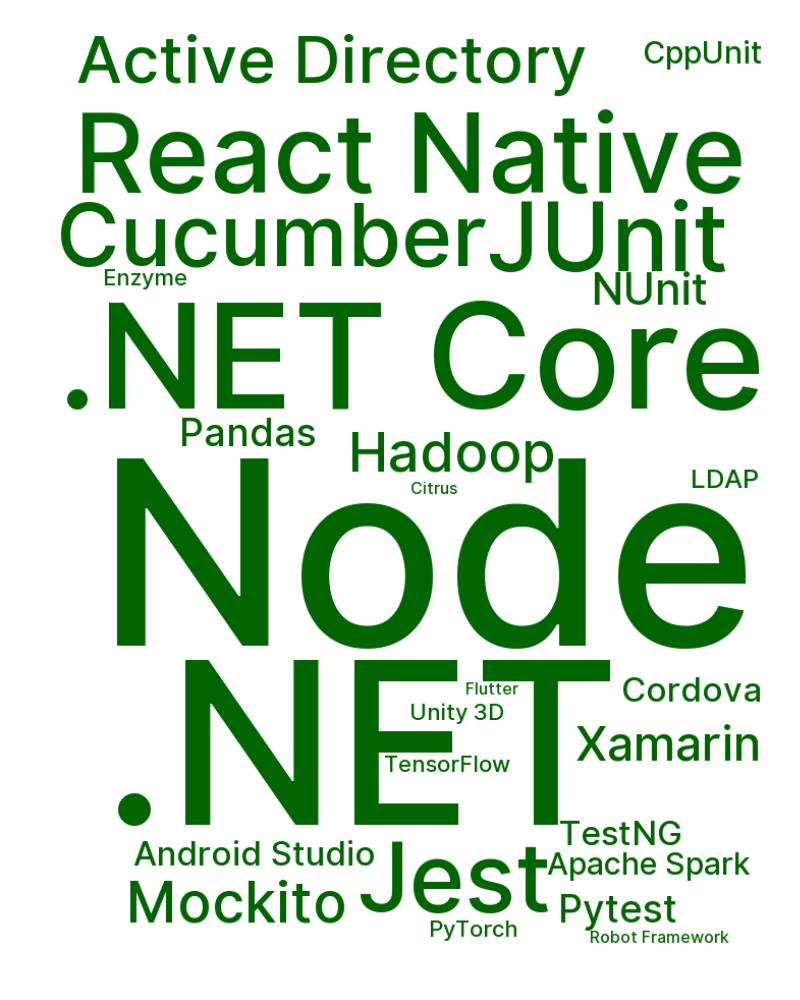 Active Directory
CppUnit
React Native
Cucumber
JUnit
Enzyme
NUnit
.NET Core
Pandas
Hadoop
Citrus
LDAP
Node
.NET
Flutter
Cordova
Unity 3D
Xamarin
TensorFlow
TestNG
Android Studio
Jest
Apache Spark
Mockito
Pytest
PyTorch
Robot Framework